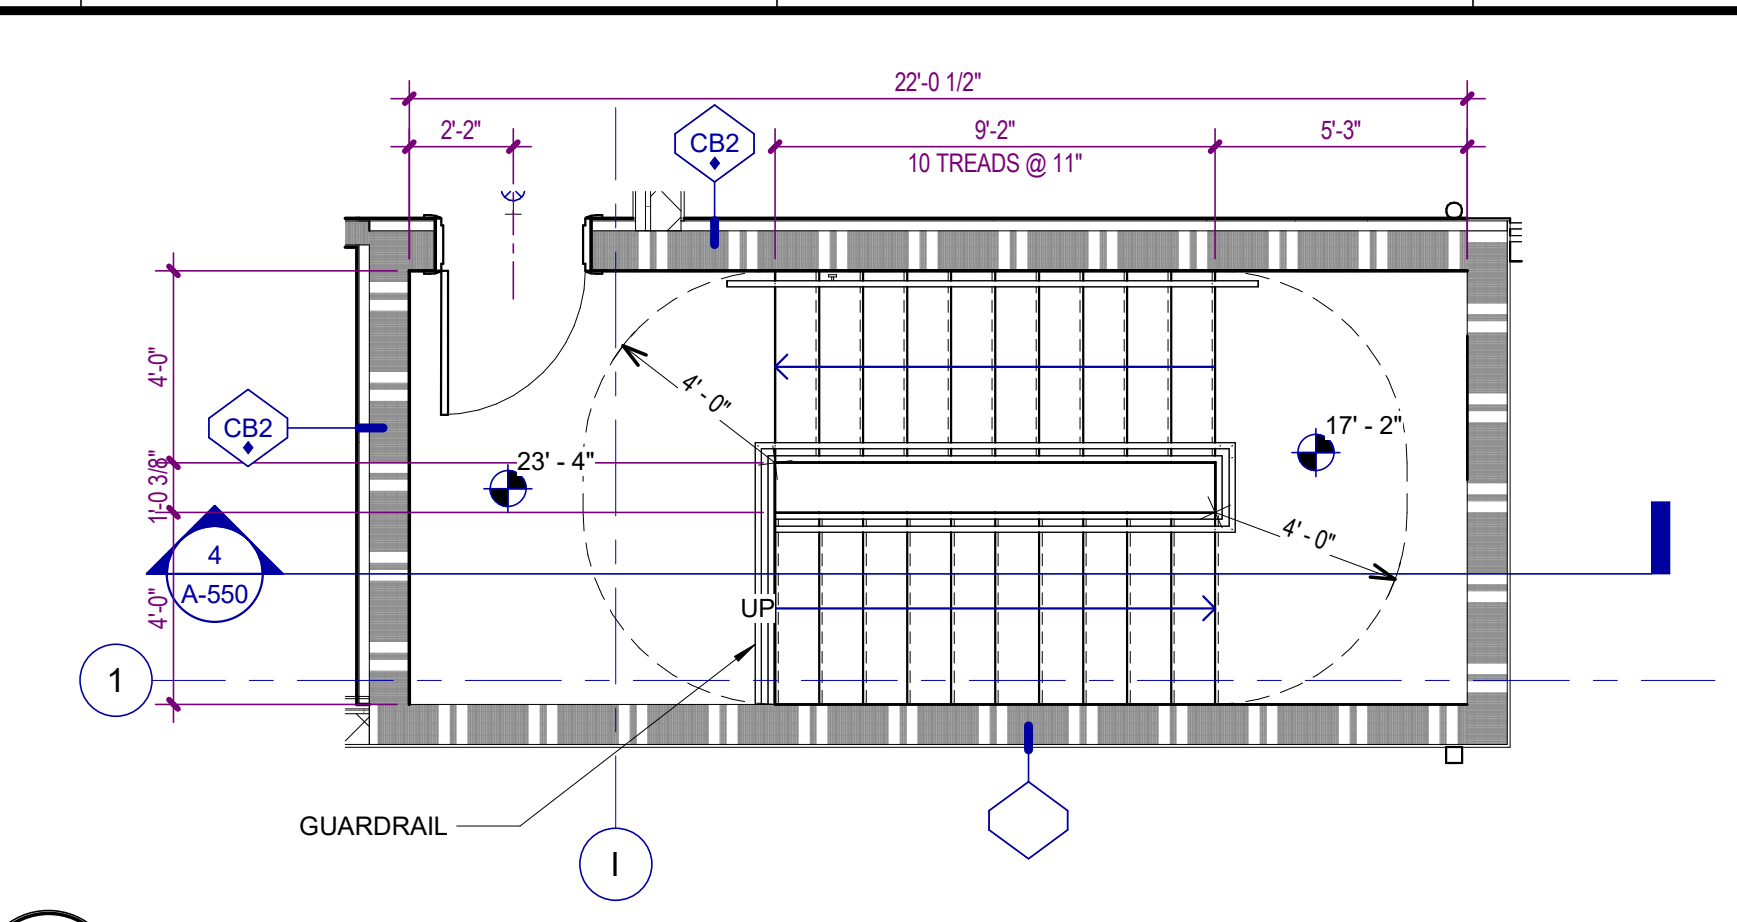 22'-0 1/2"
2'-2"
9'-2"
5'-3"
10 TREADS @ 11"
CB2
4'-0"
4' - 0"
CB2
17' - 2"
23' - 4"
1'-0 3/8"
4' - 0"
4
A-550
4'-0"
UP
1
GUARDRAIL
I